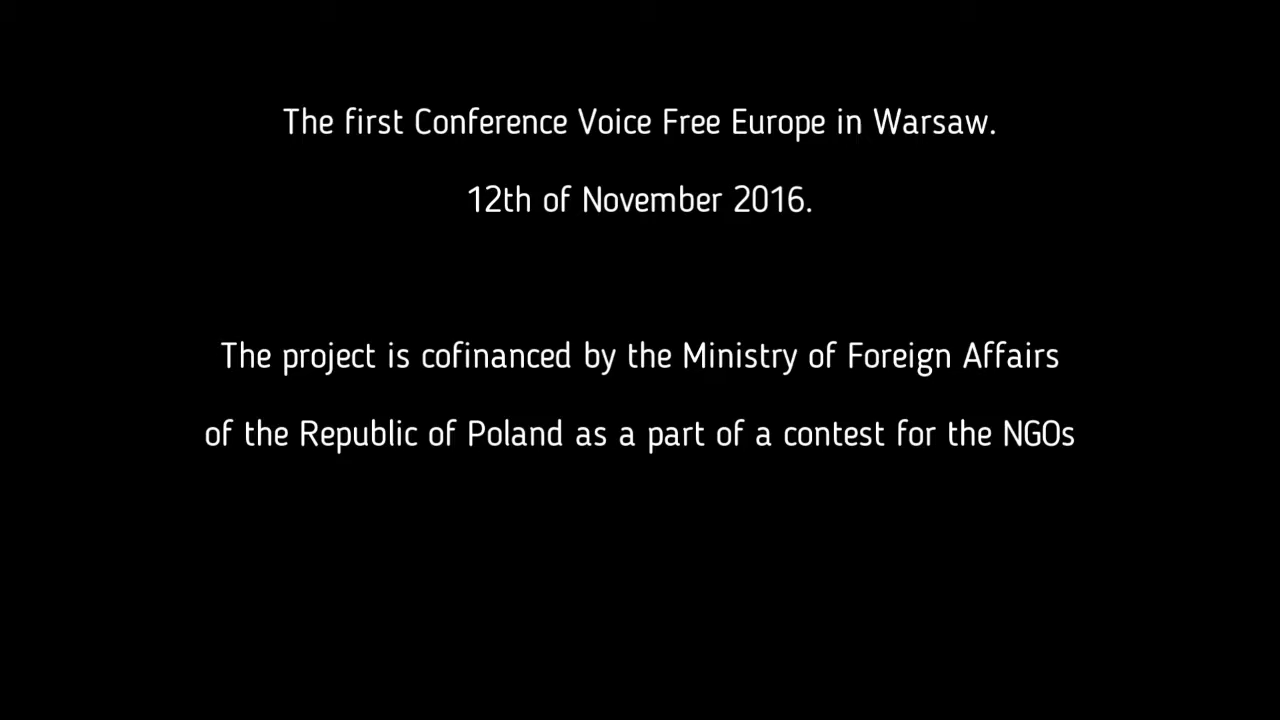 The first Conference Voice Free Europe in Warsaw.
12th of November 2016.
The project is cofinanced by the Ministry of Foreign Affairs
of the Republic of Poland as a part of a contest for the NGOs